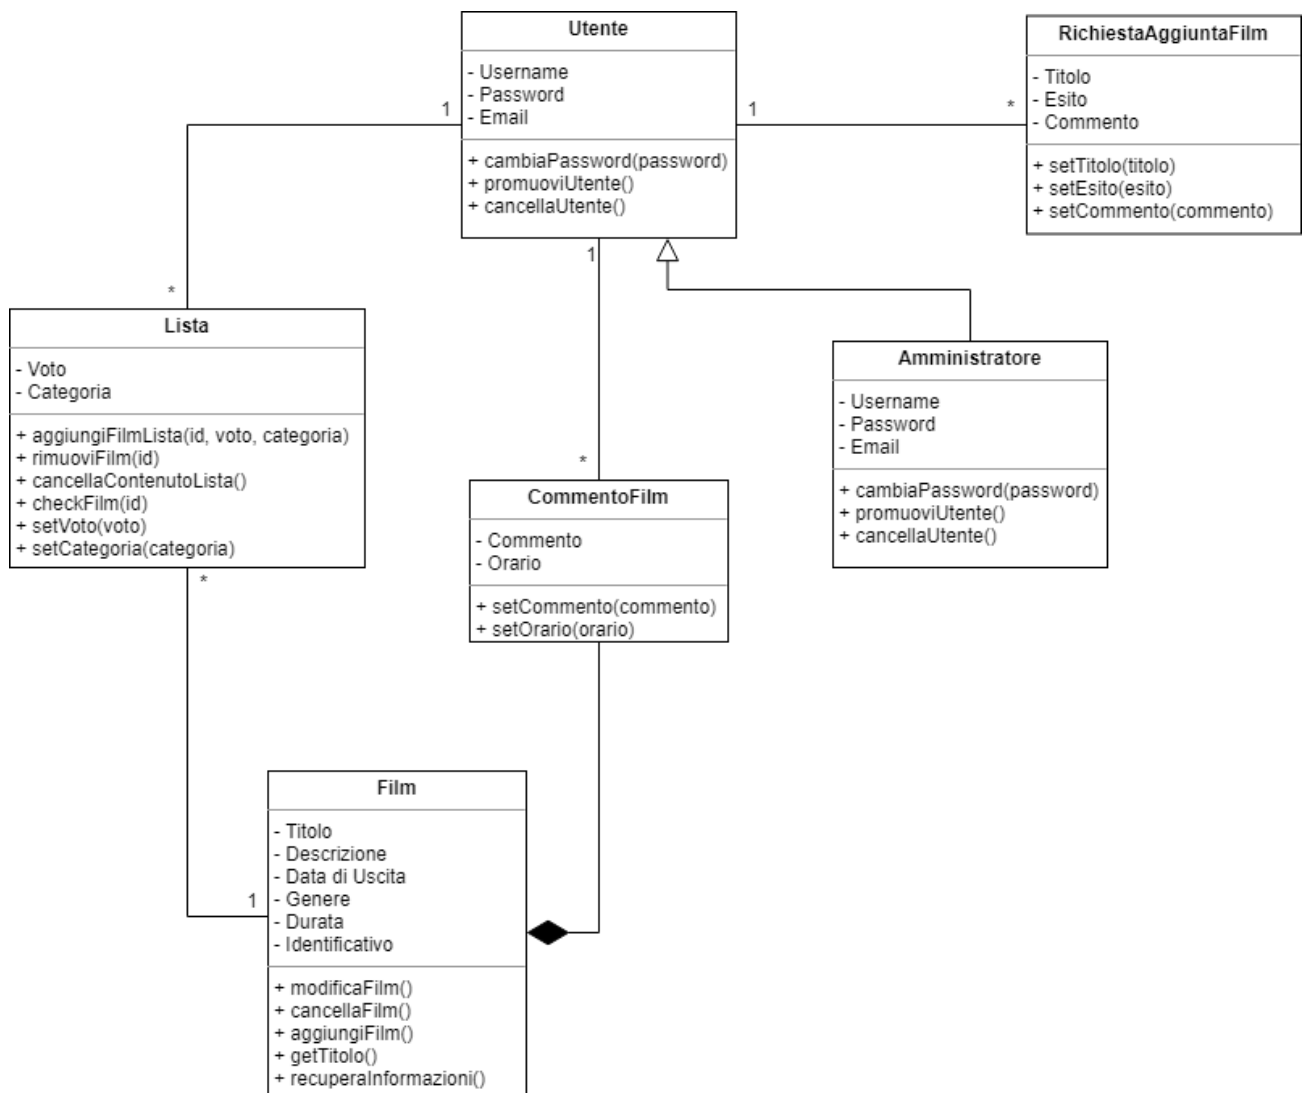 Utente
- Username
- Password
- Email
+ cambiaPassword(password)
+ promuoviUtente()
+ cancellaUtente()
RichiestaAggiuntaFilm
- Titolo
- Esito
- Commento
+ setTitolo(titolo)
+ setEsito(esito)
+ setCommento(commento)
1
1
*
1
*
Lista
- Voto
- Categoria
+ aggiungiFilmLista(id, voto, categoria)
+ rimuoviFilm(id)
+ cancellaContenutoLista()
+ checkFilm(id)
+ setVoto(voto)
+ setCategoria(categoria)
Amministratore
- Username
- Password
- Email
+ cambiaPassword(password)
+ promuoviUtente()
+ cancellaUtente()
*
CommentoFilm
- Commento
- Orario
+ setCommento(commento)
+ setOrario(orario)
*
1
Film
- Titolo
- Descrizione
- Data di Uscita
- Genere
- Durata
- Identificativo
+ modificaFilm()
+ cancellaFilm()
+ aggiungiFilm()
+ getTitolo()
+ recuperaInformazioni()